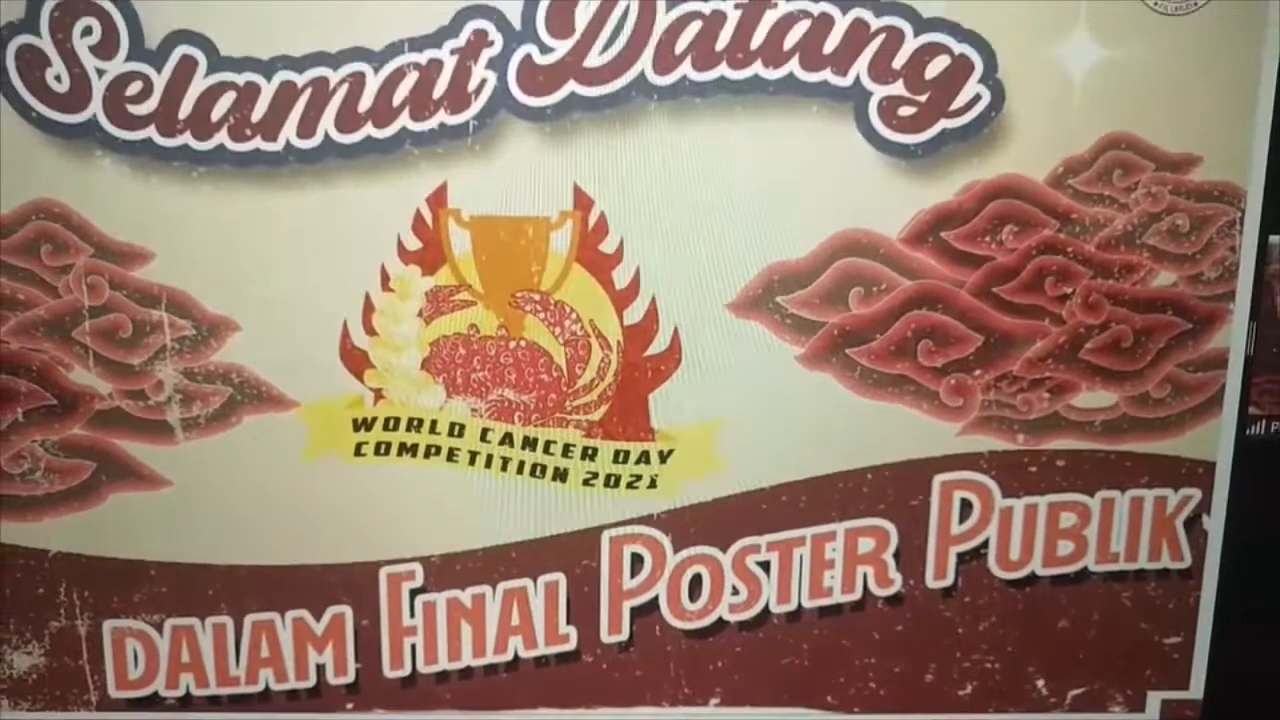 Selamat Datang
WORLD CANCER DAY
COMPETITION 2021
DALAM FINAL POSTER PUBLIK